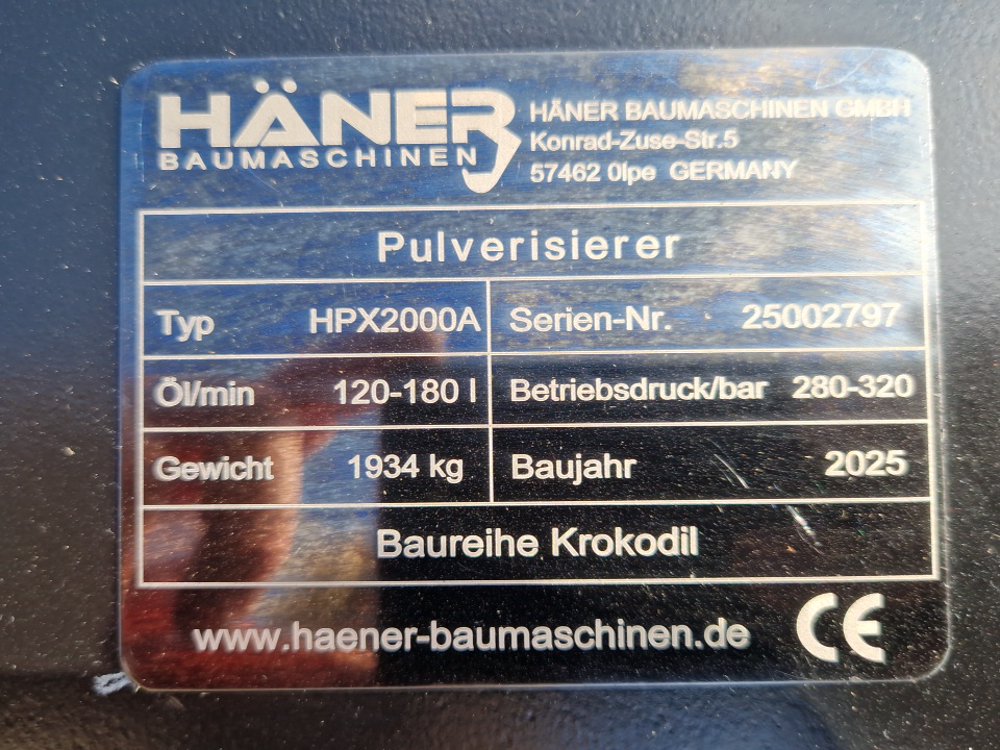 HÄNER
BAUMASCHINEN
HÄNER BAUMASCHINEN GMBH
Konrad-Zuse-Str.5
57462 Olpe GERMANY
Pulverisierer
Typ HPX2000A Serien-Nr. 25002797
Öl/min 120-180 l Betriebsdruck/bar 280-320
Gewicht 1934 kg Baujahr 2025
Baureihe Krokodil
www.haener-baumaschinen.de CE